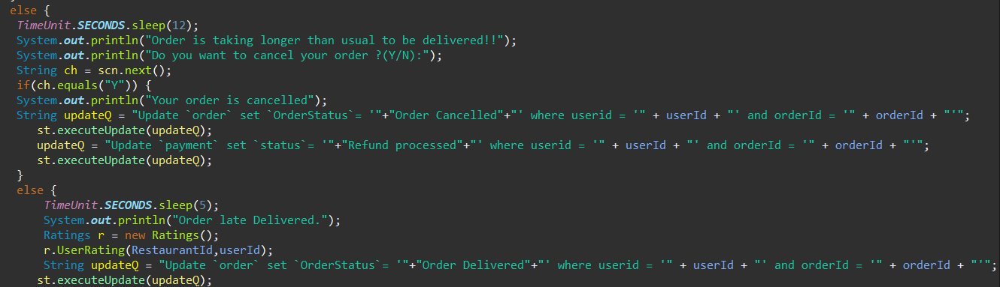 else {
TimeUnit.SECONDS.sleep(12);
System.out.println("Order is taking longer than usual to be delivered!!");
System.out.println("Do you want to cancel your order ?(Y/N):");
String ch = scn.next();
if(ch.equals("Y")) {
System.out.println("Your order is cancelled");
String updateQ = "Update `order` set `OrderStatus`= '"+"Order Cancelled"+"' where userid = '" + userId + "' and orderId = '" + orderId + "'";
st.executeUpdate(updateQ);
updateQ = "Update `payment` set `status`= '"+"Refund processed"+"' where userid = '" + userId + "' and orderId = '" + orderId + "'";
st.executeUpdate(updateQ);
}
else {
TimeUnit.SECONDS.sleep(5);
System.out.println("Order late Delivered.");
Ratings r = new Ratings();
r.UserRating(RestaurantId,userId);
String updateQ = "Update `order` set `OrderStatus`= '"+"Order Delivered"+"' where userid = '" + userId + "' and orderId = '" + orderId + "'";
st.executeUpdate(updateQ);